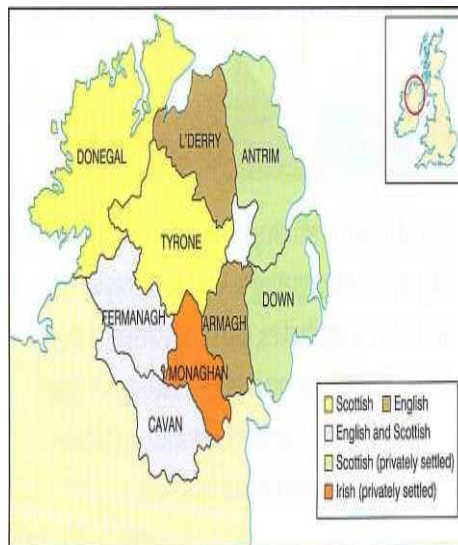 L'DERRY
DONEGAL
ANTRIM
TYRONE
DOWN
FERMANAGH
ARMAGH
MONAGHAN
CAVAN
Scottish
English
English and Scottish
Scottish (privately settled)
Irish (privately settled)